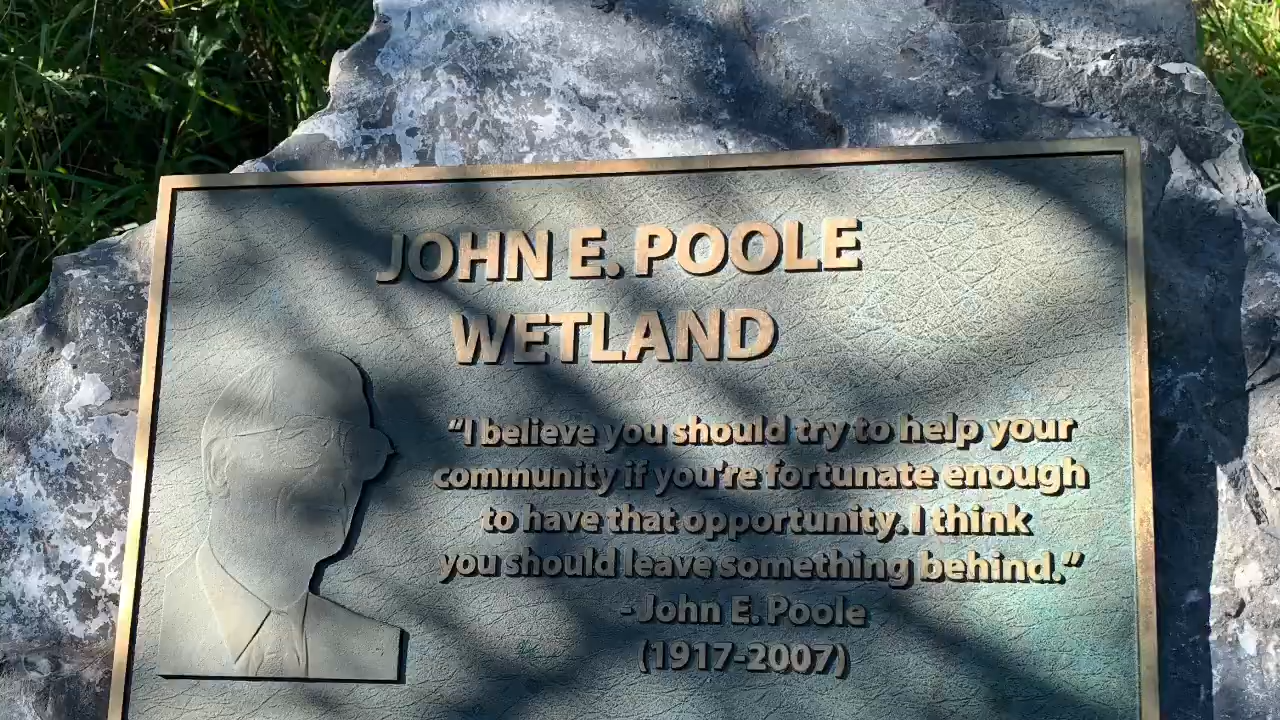 JOHN E. POOLE
WETLAND
“I believe you should try to help your
community if you're fortunate enough
to have that opportunity. I think
you should leave something behind.”
- John E. Poole
(1917-2007)